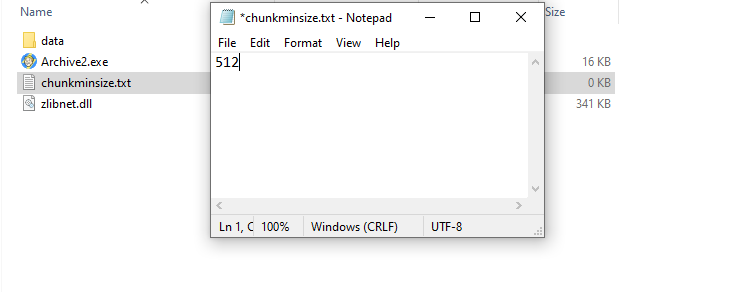 Name
Size
data
Archive2.exe
16 KB
chunkminsize.txt
0 KB
zlibnet.dll
341 KB
*chunkminsize.txt - Notepad
File Edit Format View Help
512
Ln 1, C
100%
Windows (CRLF)
UTF-8